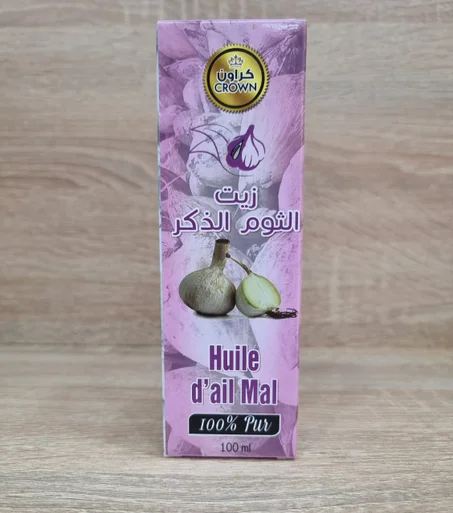 كراون
CROWN
زيت
الثوم الذكر
Huile
d'ail Mal
100% Pur
100 ml